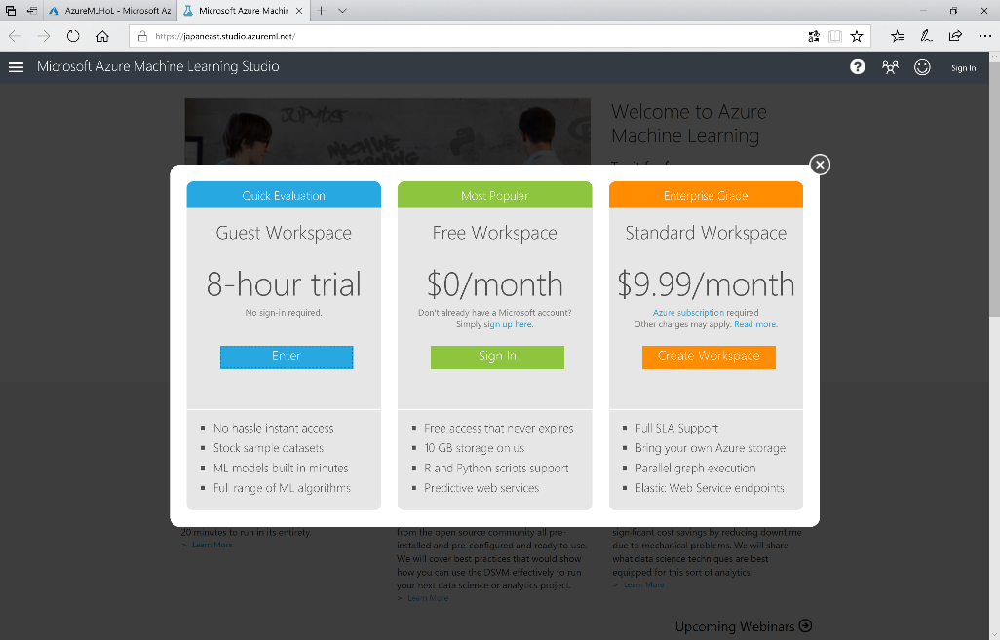 AzureMLHoL - Microsoft Az
Microsoft Azure Machin
https://japaneast.studio.azureml.net/
Microsoft Azure Machine Learning Studio
Sign In
JUPyter
MACHINE
LEARNING
Welcome to Azure
Machine Learning
Quick Evaluation
Guest Workspace
8-hour trial
No sign-in required.
Enter
No hassle instant access
Stock sample datasets
ML models built in minutes
Full range of ML algorithms
Most Popular
Free Workspace
$0/month
Don't already have a Microsoft account?
Simply sign up here.
Sign In
Free access that never expires
10 GB storage on us
R and Python scripts support
Predictive web services
Enterprise Grade
Standard Workspace
$9.99/month
Azure subscription required
Other charges may apply. Read more.
Create Workspace
Full SLA Support
Bring your own Azure storage
Parallel graph execution
Elastic Web Service endpoints
20 minutes to run in its entirety.
> Learn More
from the open source community all pre-
installed and pre-configured and ready to use.
We will cover best practices that would show
how you can use the DSVM effectively to run
your next data science or analytics project.
> Learn More
significant cost savings by reducing downtime
due to mechanical problems. We will share
what data science techniques are best
equipped for this sort of analytics.
> Learn More
Upcoming Webinars